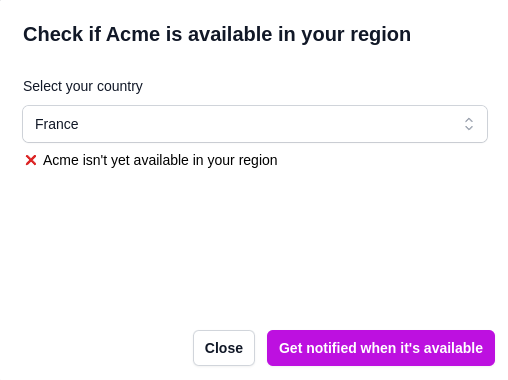 Check if Acme is available in your region
Select your country
France
❌ Acme isn't yet available in your region
Close
Get notified when it's available